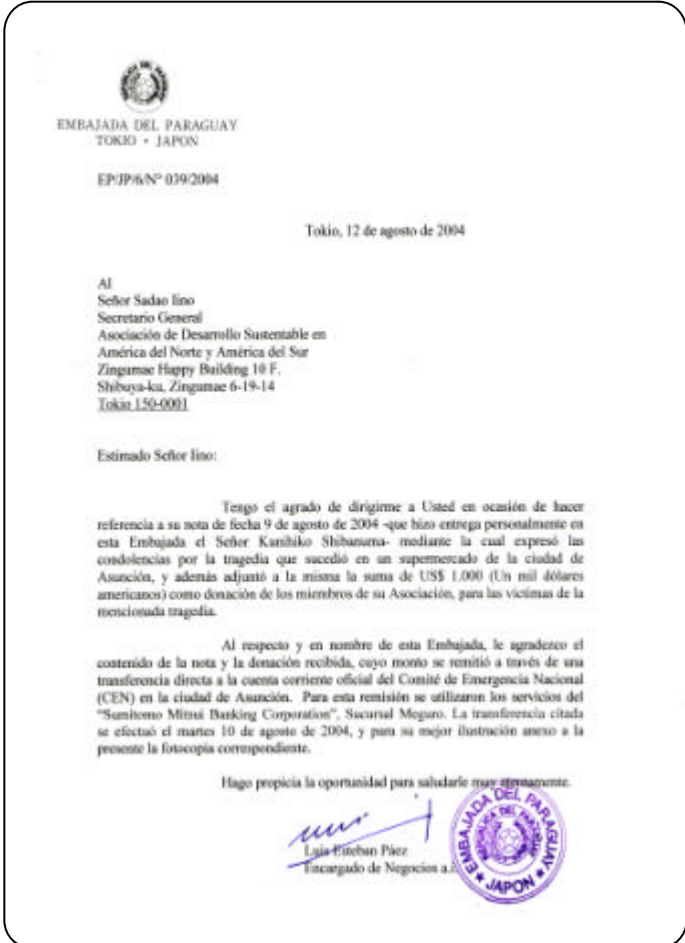 EMBAJADA DEL PARAGUAY
TOKIO - JAPON
EP/JP/6/Nº 039/2004
Tokio, 12 de agosto de 2004
Al
Señor Sadao Iino
Secretario General
Asociación de Desarrollo Sustentable en
América del Norte y América del Sur
Zingumae Happy Building 10 F.
Shibuya-ku, Zingumae 6-19-14
Tokio 150-0001
Estimado Señor Iino:
Tengo el agrado de dirigirme a Usted en ocasión de hacer
referencia a su nota de fecha 9 de agosto de 2004 -que hizo entrega personalmente en
esta Embajada el Señor Kunihiko Shibanuma- mediante la cual expresó las
condolencias por la tragedia que sucedió en un supermercado de la ciudad de
Asunción, y además adjuntó a la misma la suma de US$ 1.000 (Un mil dólares
americanos) como donación de los miembros de su Asociación, para las víctimas de la
mencionada tragedia.
Al respecto y en nombre de esta Embajada, le agradezco el
contenido de la nota y la donación recibida, cuyo monto se remitió a través de una
transferencia directa a la cuenta corriente oficial del Comité de Emergencia Nacional
(CEN) en la ciudad de Asunción. Para esta remisión se utilizaron los servicios del
"Sumitomo Mitsui Banking Corporation", Sucursal Meguro. La transferencia citada
se efectuó el martes 10 de agosto de 2004, y para su mejor ilustración anexo a la
presente la fotocopia correspondiente.
Hago propicia la oportunidad para saludarle muy atentamente.
Luis Esteban Páez
Encargado de Negocios a.i.
EMBAJADA DEL PARAGUAY
REPUBLICA DEL PARAGUAY
JAPON